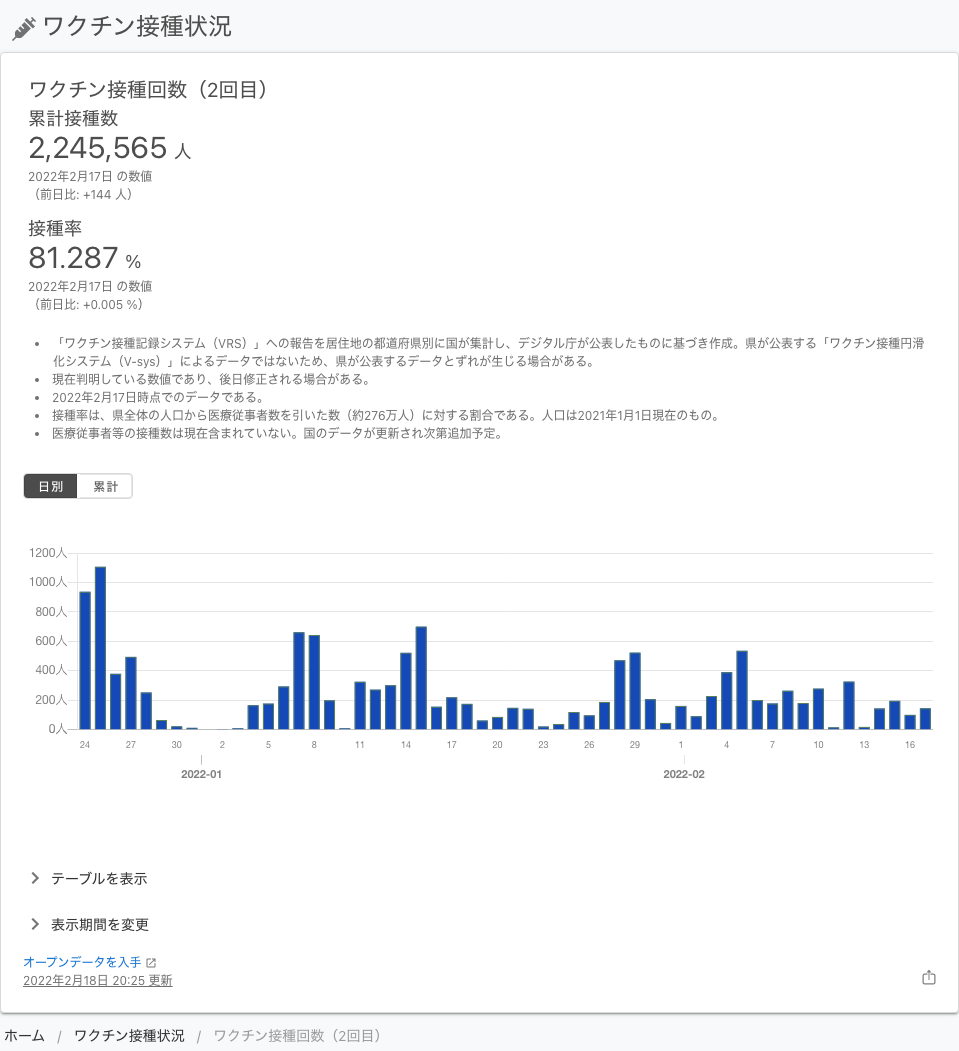 ワクチン接種状況
ワクチン接種回数（2回目）
累計接種数
2,245,565 人
2022年2月17日 の数値
（前日比: +144 人）
接種率
81.287 %
2022年2月17日 の数値
（前日比: +0.005 %）
• 「ワクチン接種記録システム（VRS）」への報告を居住地の都道府県別に国が集計し、デジタル庁が公表したものに基づき作成。県が公表する「ワクチン接種円滑
化システム（V-sys）」によるデータではないため、県が公表するデータとずれが生じる場合がある。
• 現在判明している数値であり、後日修正される場合がある。
• 2022年2月17日時点でのデータである。
• 接種率は、県全体の人口から医療従事者数を引いた数（約276万人）に対する割合である。人口は2021年1月1日現在のもの。
• 医療従事者等の接種数は現在含まれていない。国のデータが更新され次第追加予定。
日別 累計
1200人
1000人
800人
600人
400人
200人
0人
24 27 30 2 5 8 11 14 17 20 23 26 29 1 4 7 10 13 16
2022-01 2022-02
テーブルを表示
表示期間を変更
オープンデータを入手
2022年2月18日 20:25 更新
ホーム / ワクチン接種状況 / ワクチン接種回数（2回目）